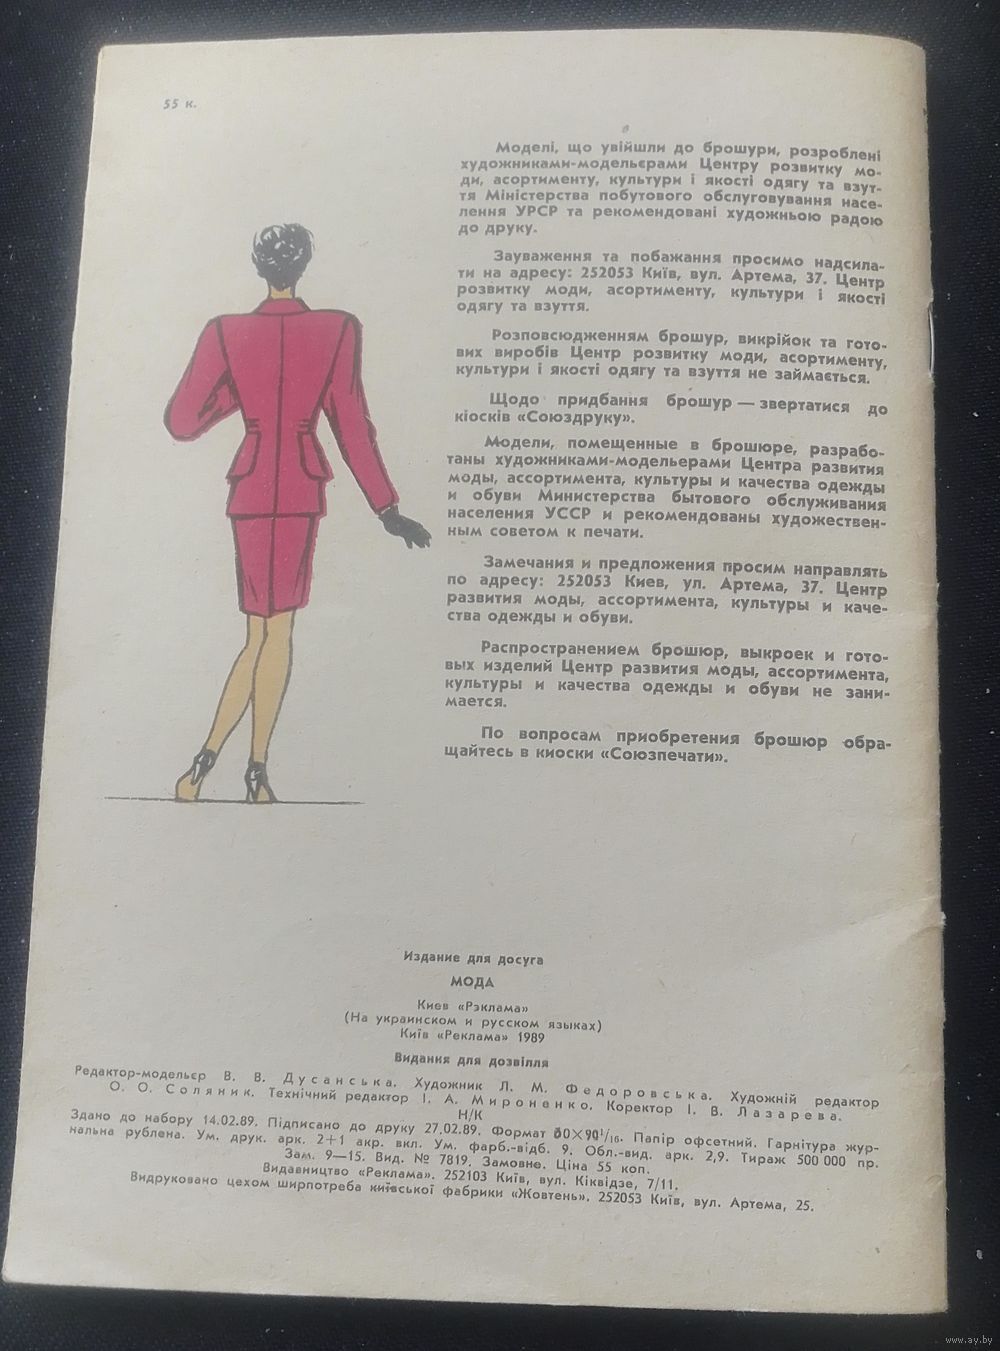 55 к.
Моделі, що увійшли до брошури, розроблені
художниками-модельєрами Центру розвитку мо-
ди, асортименту, культури і якості одягу та взут-
тя Міністерства побутового обслуговування насе-
лення УРСР та рекомендовані художньою радою
до друку.
Зауваження та побажання просимо надсила-
ти на адресу: 252053 Київ, вул. Артема, 37. Центр
розвитку моди, асортименту, культури і якості
одягу та взуття.
Розповсюдженням брошур, викрійок та гото-
вих виробів Центр розвитку моди, асортименту,
культури і якості одягу та взуття не займається.
Щодо придбання брошур — звертатися до
кіосків «Союздруку».
Модели, помещенные в брошюре, разрабо-
таны художниками-модельерами Центра развития
моды, ассортимента, культуры и качества одежды
и обуви Министерства бытового обслуживания
населения УССР и рекомендованы художествен-
ным советом к печати.
Замечания и предложения просим направлять
по адресу: 252053 Киев, ул. Артема, 37. Центр
развития моды, ассортимента, культуры и каче-
ства одежды и обуви.
Распространением брошюр, выкроек и гото-
вых изделий Центр развития моды, ассортимента,
культуры и качества одежды и обуви не зани-
мается.
По вопросам приобретения брошюр обра-
щайтесь в киоски «Союзпечати».
Издание для досуга
МОДА
Киев «Рэклама»
(На украинском и русском языках)
Київ «Реклама» 1989
Видання для дозвілля
Редактор-модельєр В. В. Дусанська. Художник Л. М. Федоровська. Художній редактор
О. О. Соляник. Технічний редактор І. А. Мироненко. Коректор І. В. Лазарева.
Н/К
Здано до набору 14.02.89. Підписано до друку 27.02.89. Формат 60×90 1/16. Папір офсетний. Гарнітура жур-
нальна рублена. Ум. друк. арк. 2+1 акр. вкл. Ум. фарб.-відб. 9. Обл.-вид. арк. 2,9. Тираж 500 000 пр.
Зам. 9—15. Вид. № 7819. Замовне. Ціна 55 коп.
Видавництво «Реклама». 252103 Київ, вул. Кіквідзе, 7/11.
Видруковано цехом ширпотреба київської фабрики «Жовтень». 252053 Київ, вул. Артема, 25.
www.ay.by